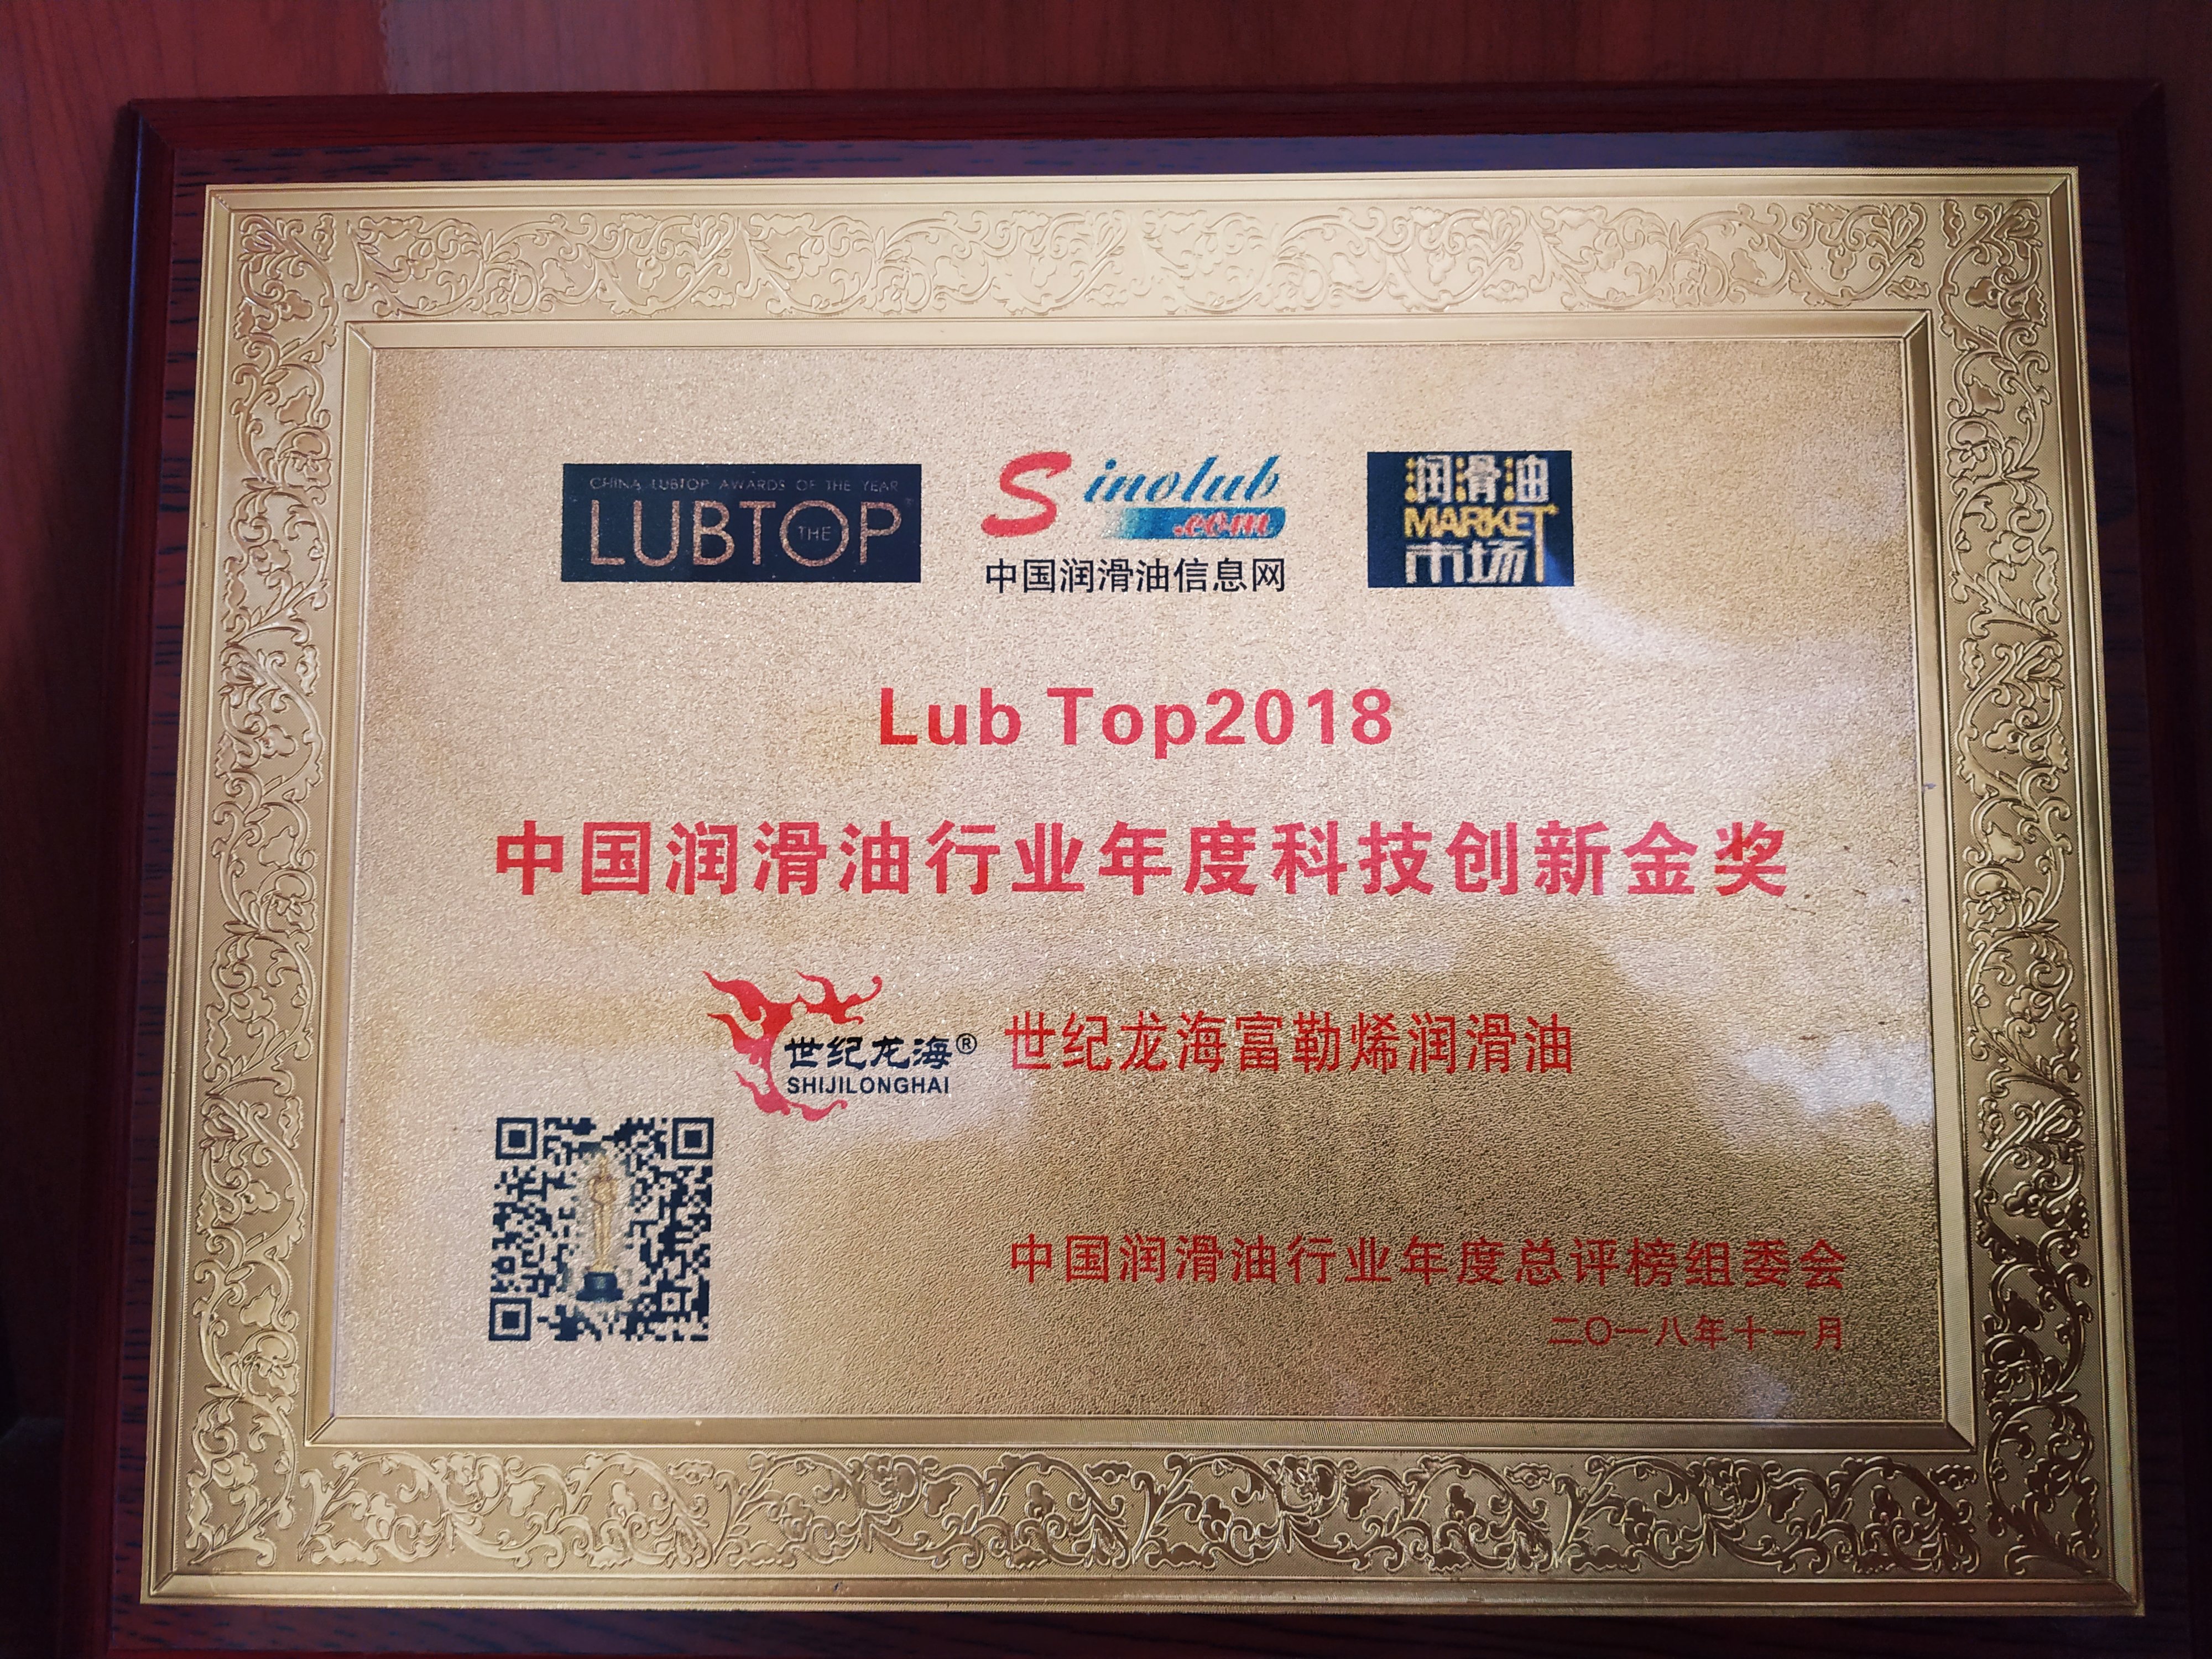 CHINA LUBTOP AWARDS OF THE YEAR
LUBTOP
THE
Sinolub
.com
中国润滑油信息网
润滑油
MARKET
市场
Lub Top2018
中国润滑油行业年度科技创新金奖
世纪龙海®
SHIJILONGHAI
世纪龙海富勒烯润滑油
中国润滑油行业年度总评榜组委会
二〇一八年十一月